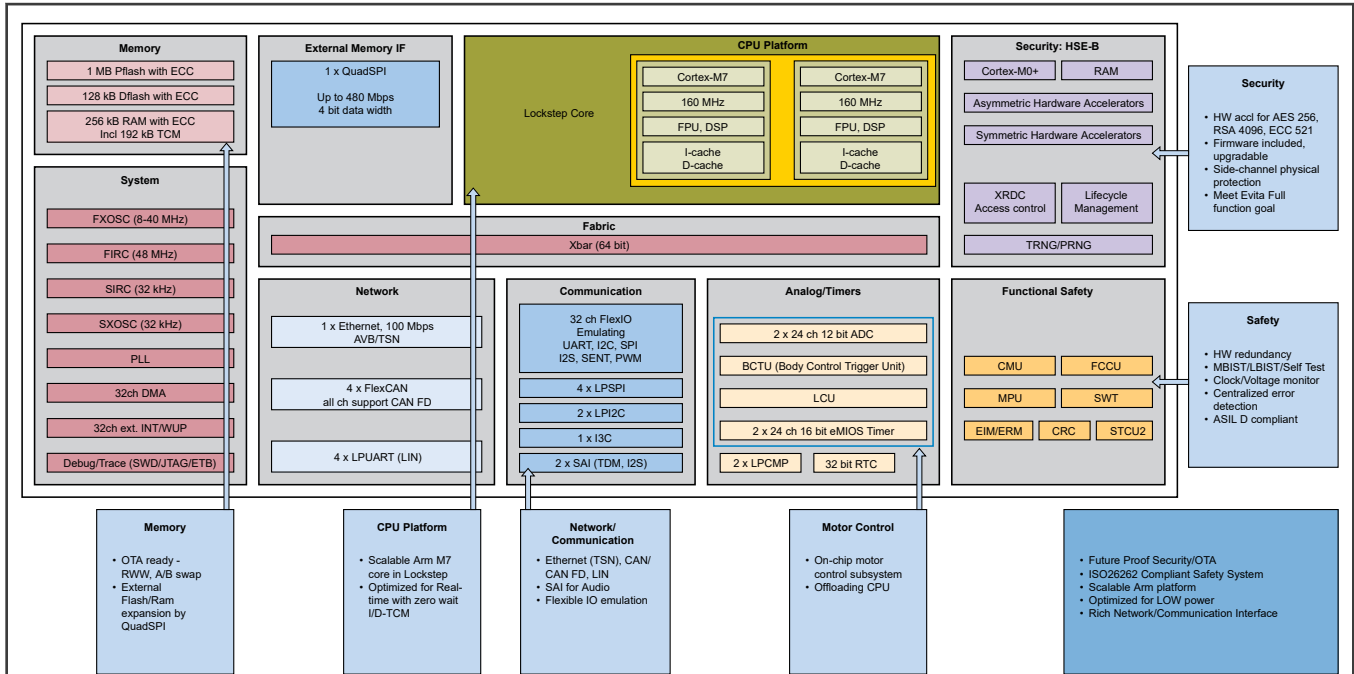 Memory
1 MB Pflash with ECC
128 kB Dflash with ECC
256 kB RAM with ECC
Incl 192 kB TCM
External Memory IF
1 x QuadSPI
Up to 480 Mbps
4 bit data width
CPU Platform
Lockstep Core
Cortex-M7
160 MHz
FPU, DSP
I-cache
D-cache
Cortex-M7
160 MHz
FPU, DSP
I-cache
D-cache
Security: HSE-B
Cortex-M0+
RAM
Asymmetric Hardware Accelerators
Symmetric Hardware Accelerators
XRDC
Access control
Lifecycle
Management
TRNG/PRNG
Security
• HW accl for AES 256,
RSA 4096, ECC 521
• Firmware included,
upgradable
• Side-channel physical
protection
• Meet Evita Full
function goal
System
FXOSC (8-40 MHz)
FIRC (48 MHz)
SIRC (32 kHz)
SXOSC (32 kHz)
PLL
32ch DMA
32ch ext. INT/WUP
Debug/Trace (SWD/JTAG/ETB)
Fabric
Xbar (64 bit)
Network
1 x Ethernet, 100 Mbps
AVB/TSN
4 x FlexCAN
all ch support CAN FD
4 x LPUART (LIN)
Communication
32 ch FlexIO
Emulating
UART, I2C, SPI
I2S, SENT, PWM
4 x LPSPI
2 x LPI2C
1 x I3C
2 x SAI (TDM, I2S)
Analog/Timers
2 x 24 ch 12 bit ADC
BCTU (Body Control Trigger Unit)
LCU
2 x 24 ch 16 bit eMIOS Timer
2 x LPCMP
32 bit RTC
Functional Safety
CMU
FCCU
MPU
SWT
EIM/ERM
CRC
STCU2
Safety
• HW redundancy
• MBIST/LBIST/Self Test
• Clock/Voltage monitor
• Centralized error
detection
• ASIL D compliant
Memory
• OTA ready -
RWW, A/B swap
• External
Flash/Ram
expansion by
QuadSPI
CPU Platform
• Scalable Arm M7
core in Lockstep
• Optimized for Real-
time with zero wait
I/D-TCM
Network/
Communication
• Ethernet (TSN), CAN/
CAN FD, LIN
• SAI for Audio
• Flexible IO emulation
Motor Control
• On-chip motor
control subsystem
• Offloading CPU
• Future Proof Security/OTA
• ISO26262 Compliant Safety System
• Scalable Arm platform
• Optimized for LOW power
• Rich Network/Communication Interface